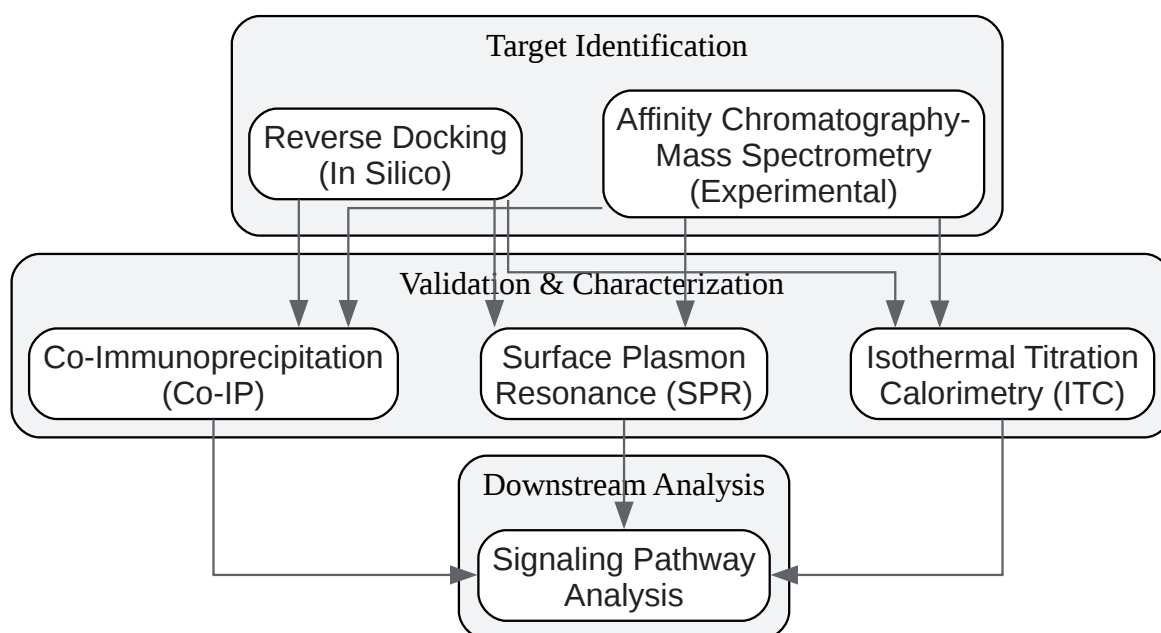 Target Identification
Reverse Docking
(In Silico)
Affinity Chromatography-
Mass Spectrometry
(Experimental)
Validation & Characterization
Co-Immunoprecipitation
(Co-IP)
Surface Plasmon
Resonance (SPR)
Isothermal Titration
Calorimetry (ITC)
Downstream Analysis
Signaling Pathway
Analysis